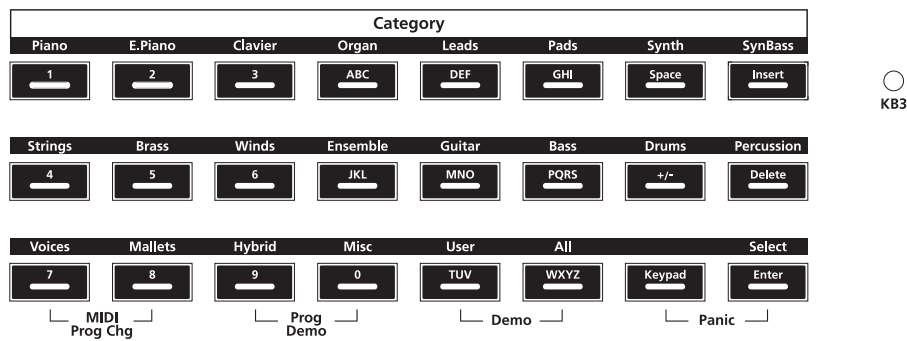 Category
Piano E.Piano Clavier Organ Leads Pads Synth SynBass
1 2 3 ABC DEF GHI Space Insert
KB3
Strings Brass Winds Ensemble Guitar Bass Drums Percussion
4 5 6 JKL MNO PQRS +/- Delete
Voices Mallets Hybrid Misc User All Select
7 8 9 0 TUV WXYZ Keypad Enter
MIDI Prog Demo Panic
Prog Chg Demo